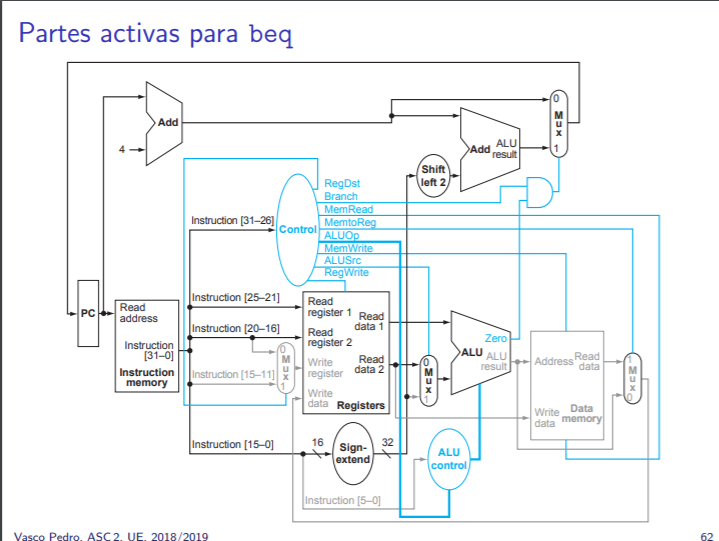 Partes activas para beq
Add
4
Add ALU
result
0
M
u
x
1
Shift
left 2
RegDst
Branch
MemRead
MemtoReg
ALUOp
MemWrite
ALUSrc
RegWrite
Control
Instruction [31–26]
Instruction [25–21]
Instruction [20–16]
Instruction [15–11]
Instruction [15–0]
Instruction [5–0]
PC
Read
address
Instruction
[31–0]
Instruction
memory
0
M
u
x
1
Read
register 1
Read
register 2
Write
register
Write
data
Read
data 1
Read
data 2
Registers
0
M
u
x
1
Zero
ALU ALU
result
Address Read
data
Write
data
Data
memory
1
M
u
x
0
16
Sign-
extend
32
ALU
control
Vasco Pedro, ASC 2, UE, 2018/2019
62